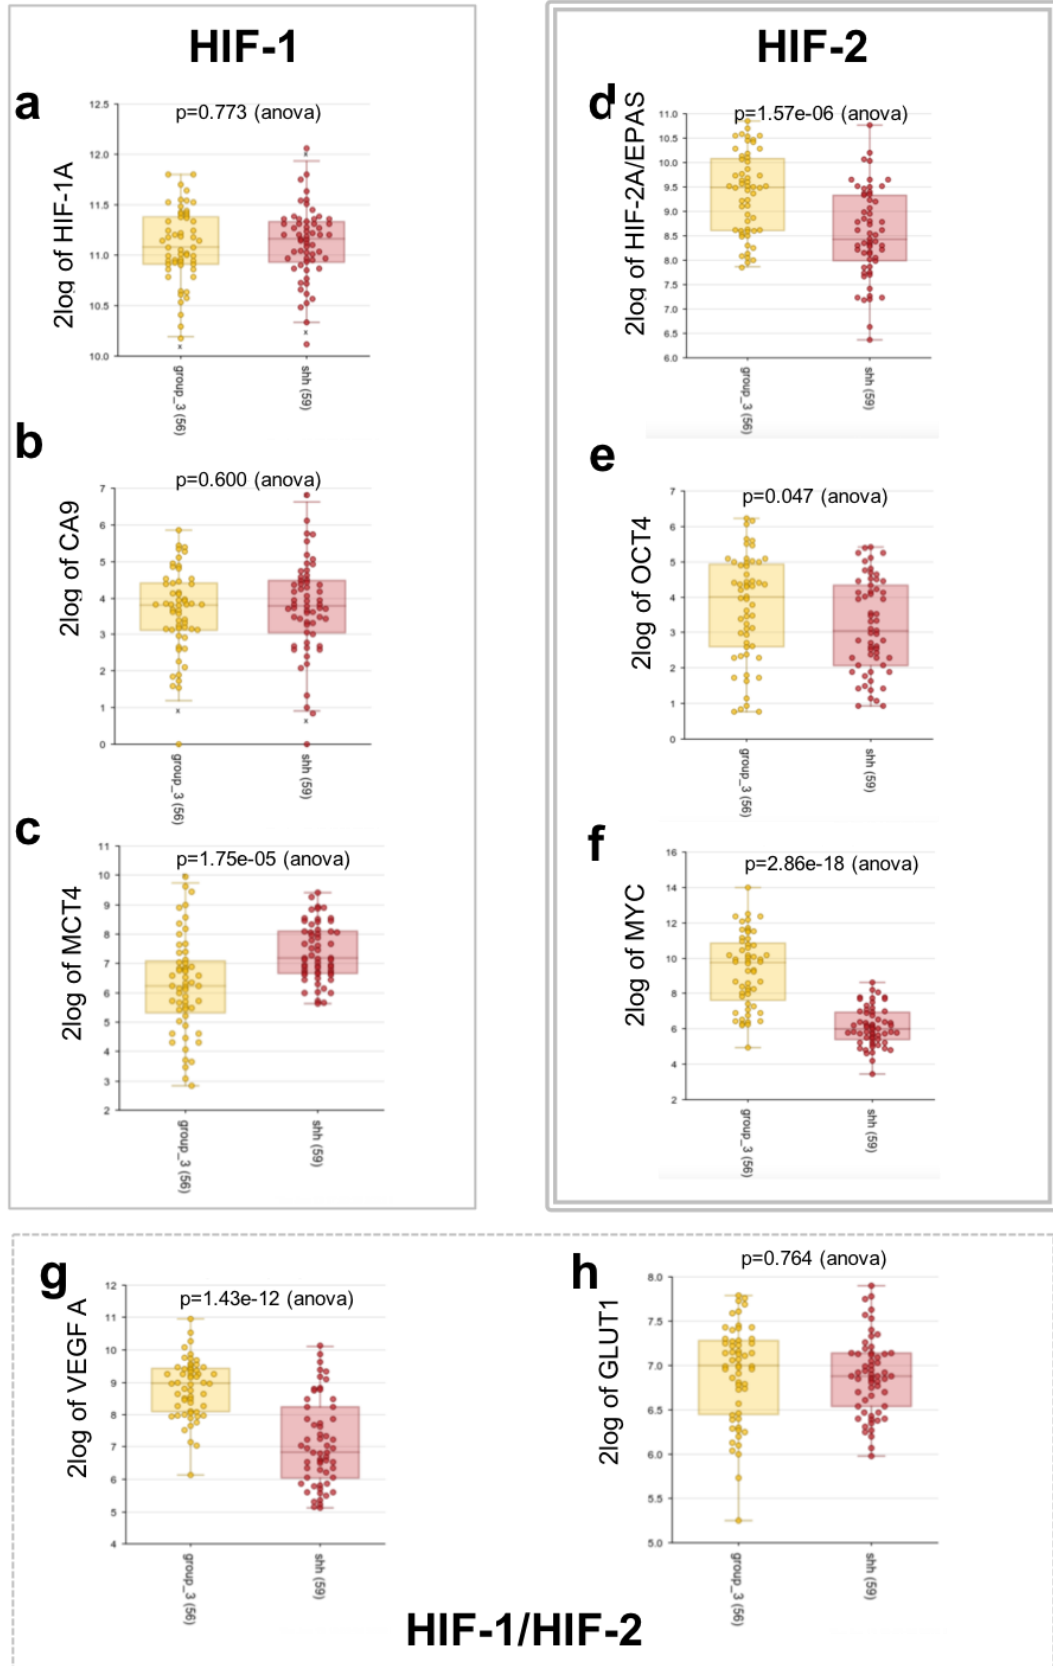 HIF-1
a
p=0.773 (anova)
2log of HIF-1A
12.5
12.0
11.5
11.0
10.5
10.0
group_3 (56)
shh (59)
b
p=0.600 (anova)
2log of CA9
7
6
5
4
3
2
1
0
group_3 (56)
shh (59)
c
p=1.75e-05 (anova)
2log of MCT4
11
10
9
8
7
6
5
4
3
2
group_3 (56)
shh (59)
HIF-2
d
p=1.57e-06 (anova)
2log of HIF-2A/EPAS
11.0
10.5
10.0
9.5
9.0
8.5
8.0
7.5
7.0
6.5
6.0
group_3 (56)
shh (59)
e
p=0.047 (anova)
2log of OCT4
7
6
5
4
3
2
1
0
group_3 (56)
shh (59)
f
p=2.86e-18 (anova)
2log of MYC
16
14
12
10
8
6
4
2
group_3 (56)
shh (59)
g
p=1.43e-12 (anova)
2log of VEGF A
12
11
10
9
8
7
6
5
4
group_3 (56)
shh (59)
h
p=0.764 (anova)
2log of GLUT1
8.0
7.5
7.0
6.5
6.0
5.5
5.0
group_3 (56)
shh (59)
HIF-1/HIF-2